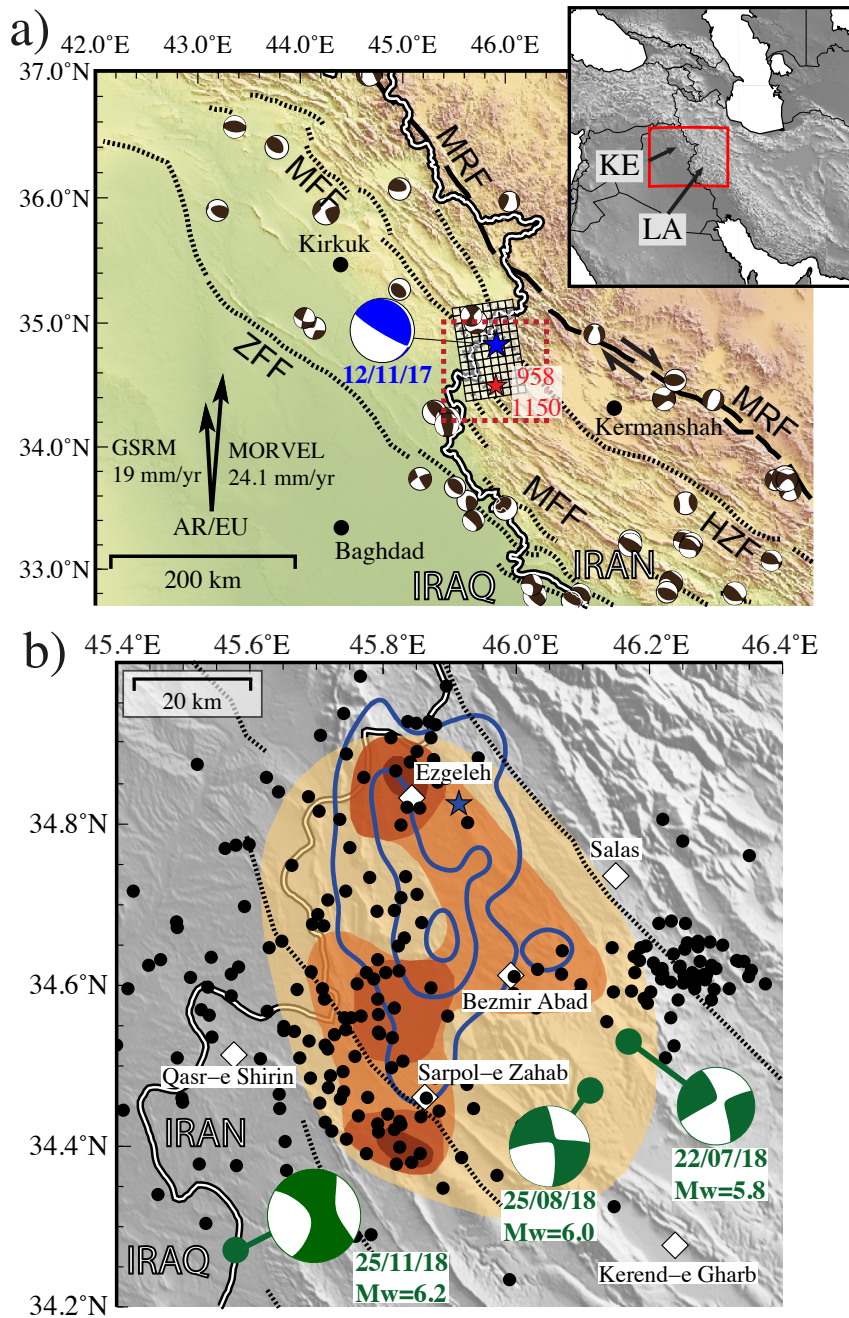 a)
42.0°E 43.0°E 44.0°E 45.0°E 46.0°E
37.0°N
36.0°N
35.0°N
34.0°N
33.0°N
MRF
KE
LA
MFF
Kirkuk
ZFF
12/11/17
958
1150
Kermanshah
MRF
GSRM
19 mm/yr
MORVEL
24.1 mm/yr
AR/EU
MFF
HZF
Baghdad
200 km
IRAQ
IRAN
b)
45.4°E 45.6°E 45.8°E 46.0°E 46.2°E 46.4°E
34.8°N
34.6°N
34.4°N
34.2°N
20 km
Ezgeleh
Salas
Bezmir Abad
Qasr−e Shirin
Sarpol−e Zahab
IRAN
22/07/18
Mw=5.8
25/08/18
Mw=6.0
IRAQ
25/11/18
Mw=6.2
Kerend−e Gharb